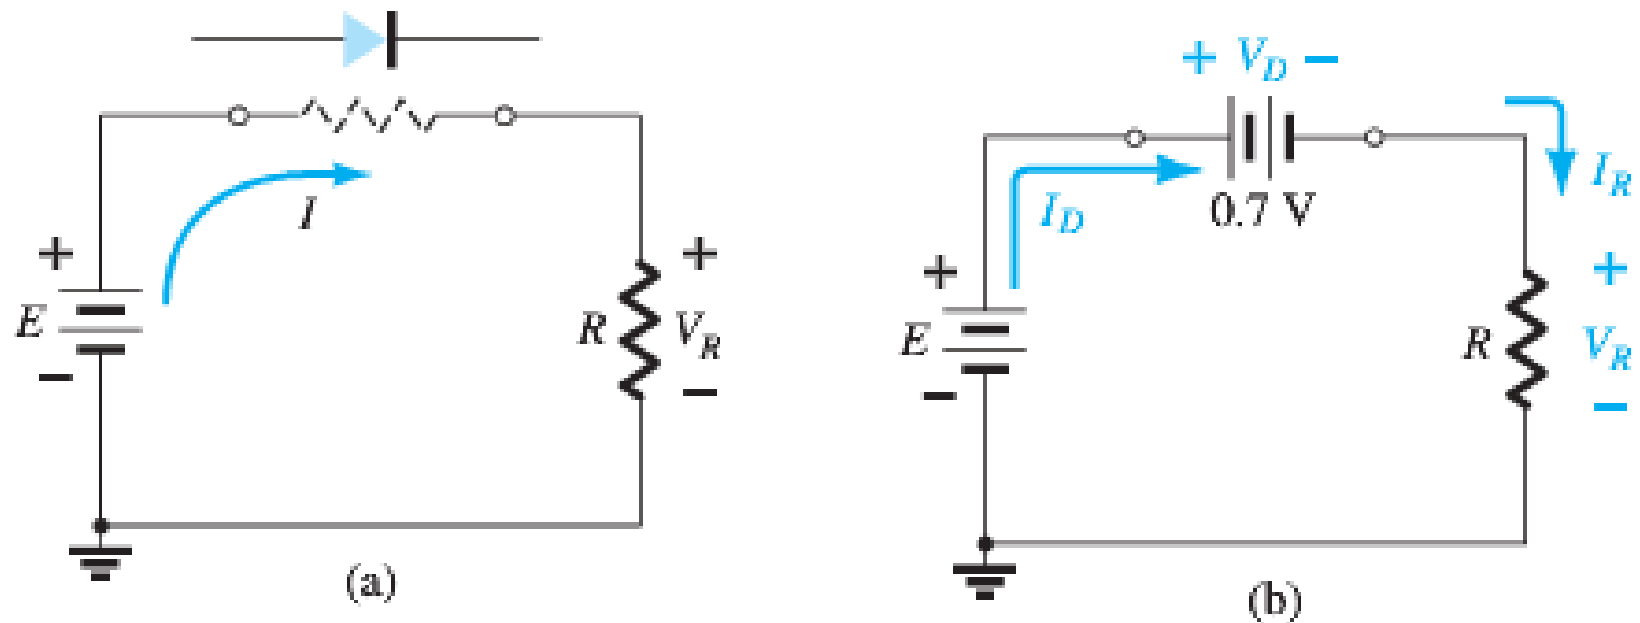 I
+
E
−
R
+
V_R
−
(a)
+ V_D −
0.7 V
I_D
I_R
+
E
−
R
+
V_R
−
(b)